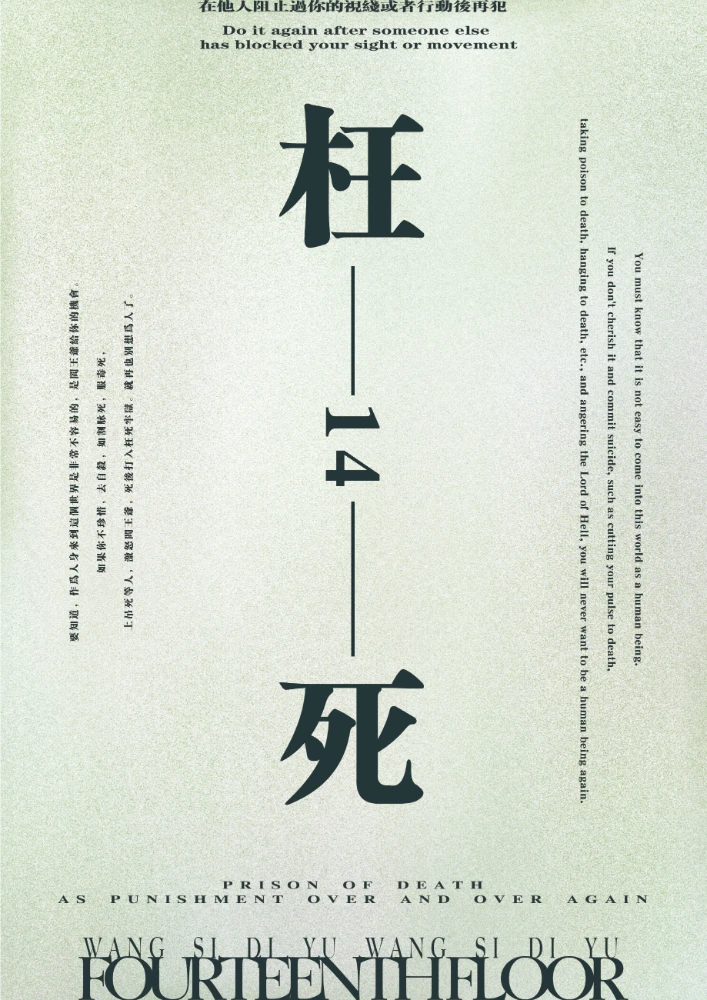 在他人阻止過你的視綫或者行動後再犯
Do it again after someone else
has blocked your sight or movement
枉
14
死
You must know that it is not easy to come into this world as a human being.
If you don't cherish it and commit suicide, such as cutting your pulse to death,
taking poison to death, hanging to death, etc., and angering the Lord of Hell, you will never want to be a human being again.
要知道，作爲人身來到這個世界是非常不容易的，是閻王爺給你的機會。
如果你不珍惜，去自殺，如割脉死，服毒死，
上吊死等人，激怒閻王爺，死後打入枉死牢獄。就再也別想爲人了。
PRISON OF DEATH
AS PUNISHMENT OVER AND OVER AGAIN
WANG SI DI YU WANG SI DI YU
FOURTEENTHFLOOR